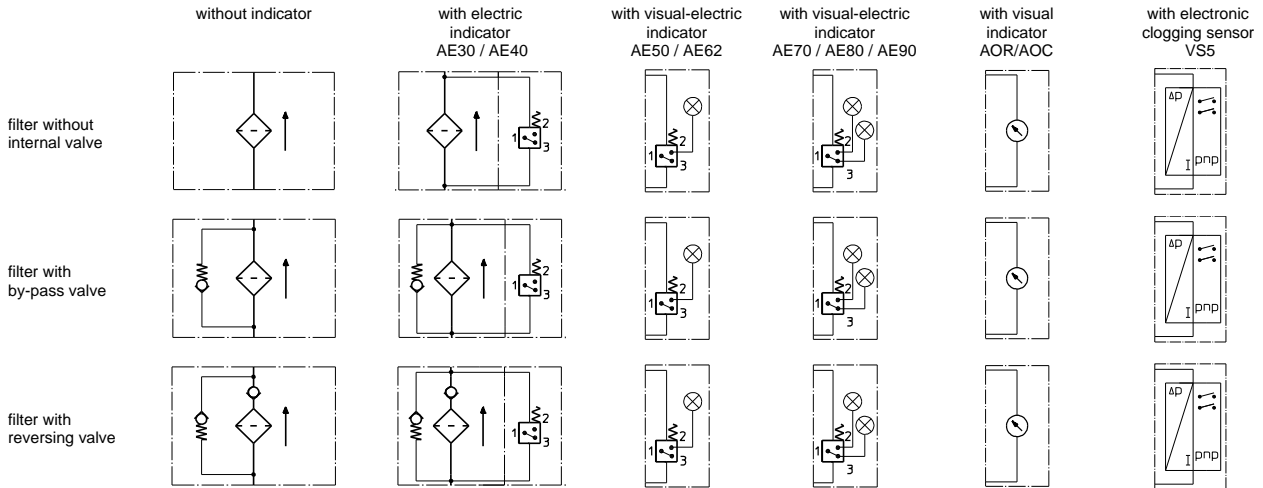 without indicator
with electric
indicator
AE30 / AE40
with visual-electric
indicator
AE50 / AE62
with visual-electric
indicator
AE70 / AE80 / AE90
with visual
indicator
AOR/AOC
with electronic
clogging sensor
VS5
filter without
internal valve
1
2
3
1
2
3
1
2
3
Δp
I
pnp
filter with
by-pass valve
1
2
3
1
2
3
1
2
3
Δp
I
pnp
filter with
reversing valve
1
2
3
1
2
3
1
2
3
Δp
I
pnp